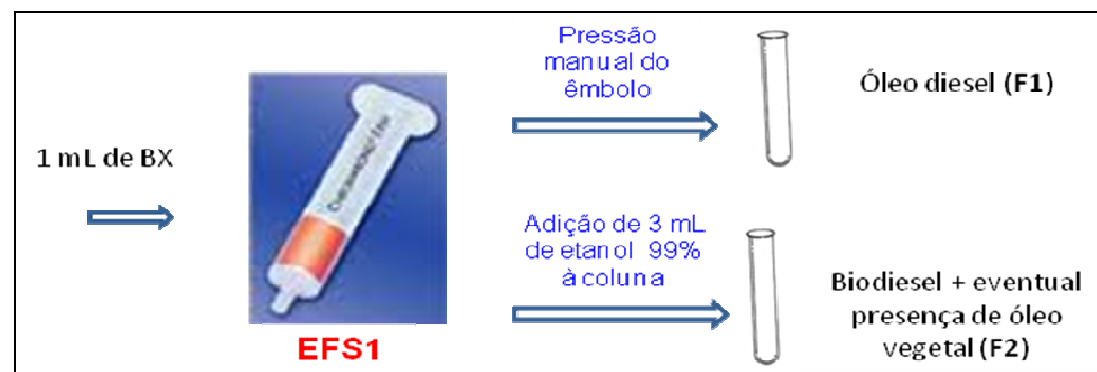 1 mL de BX
EFS1
Pressão
manual do
êmbolo
Óleo diesel (F1)
Adição de 3 mL
de etanol 99%
à coluna
Biodiesel + eventual
presença de óleo
vegetal (F2)